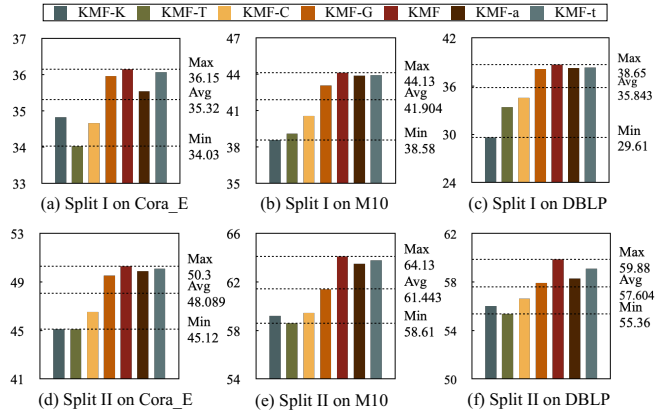 KMF-K KMF-T KMF-C KMF-G KMF KMF-a KMF-t
37
36
35
34
33
Max
36.15
Avg
35.32
Min
34.03
(a) Split I on Cora_E
47
44
41
38
35
Max
44.13
Avg
41.904
Min
38.58
(b) Split I on M10
42
36
30
24
Max
38.65
Avg
35.843
Min
29.61
(c) Split I on DBLP
53
49
45
41
Max
50.3
Avg
48.089
Min
45.12
(d) Split II on Cora_E
66
62
58
54
Max
64.13
Avg
61.443
Min
58.61
(e) Split II on M10
62
58
54
50
Max
59.88
Avg
57.604
Min
55.36
(f) Split II on DBLP